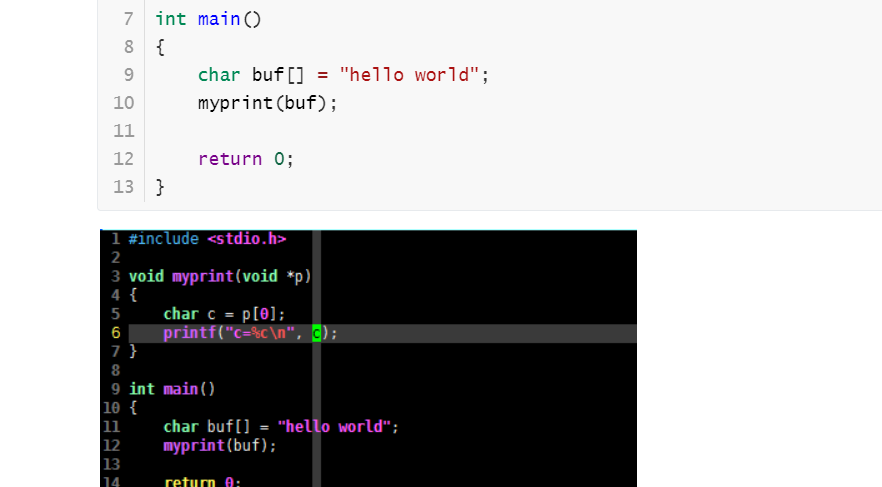 7 int main()
8 {
9     char buf[] = "hello world";
10     myprint(buf);
11
12     return 0;
13 }
1 #include <stdio.h>
2
3 void myprint(void *p)
4 {
5     char c = p[0];
6     printf("c=%c\n", c);
7 }
8
9 int main()
10 {
11     char buf[] = "hello world";
12     myprint(buf);
13
14     return 0;